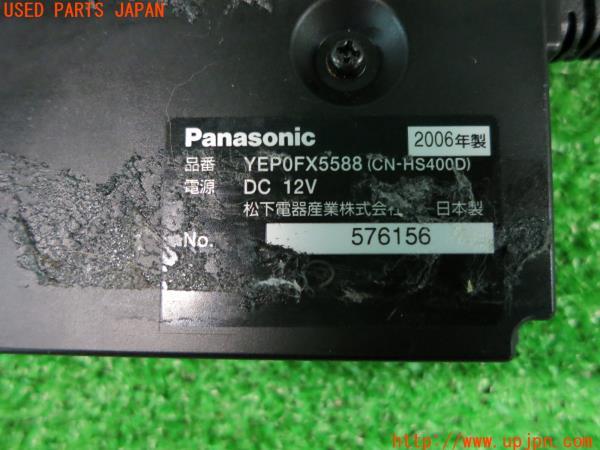 USED PARTS JAPAN
Panasonic
2006年製
品番 YEP0FX5588 (CN-HS400D)
電源 DC 12V
松下電器産業株式会社 日本製
No. 576156
http://www.upjpn.com/